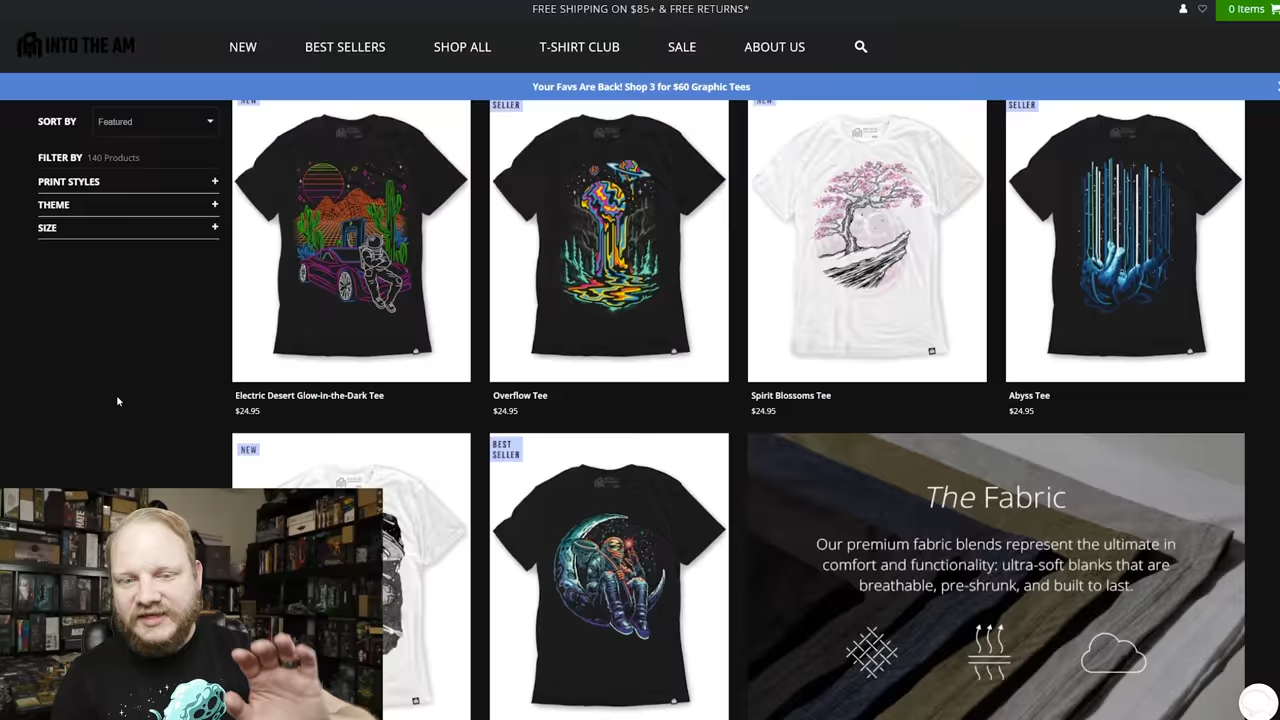 FREE SHIPPING ON $85+ & FREE RETURNS*
0 Items
INTO THE AM
NEW
BEST SELLERS
SHOP ALL
T-SHIRT CLUB
SALE
ABOUT US
Your Favs Are Back! Shop 3 for $60 Graphic Tees
SORT BY
Featured
FILTER BY 140 Products
PRINT STYLES
THEME
SIZE
NEW
SELLER
NEW
SELLER
Electric Desert Glow-in-the-Dark Tee
$24.95
Overflow Tee
$24.95
Spirit Blossoms Tee
$24.95
Abyss Tee
$24.95
NEW
BEST
SELLER
The Fabric
Our premium fabric blends represent the ultimate in
comfort and functionality: ultra-soft blanks that are
breathable, pre-shrunk, and built to last.